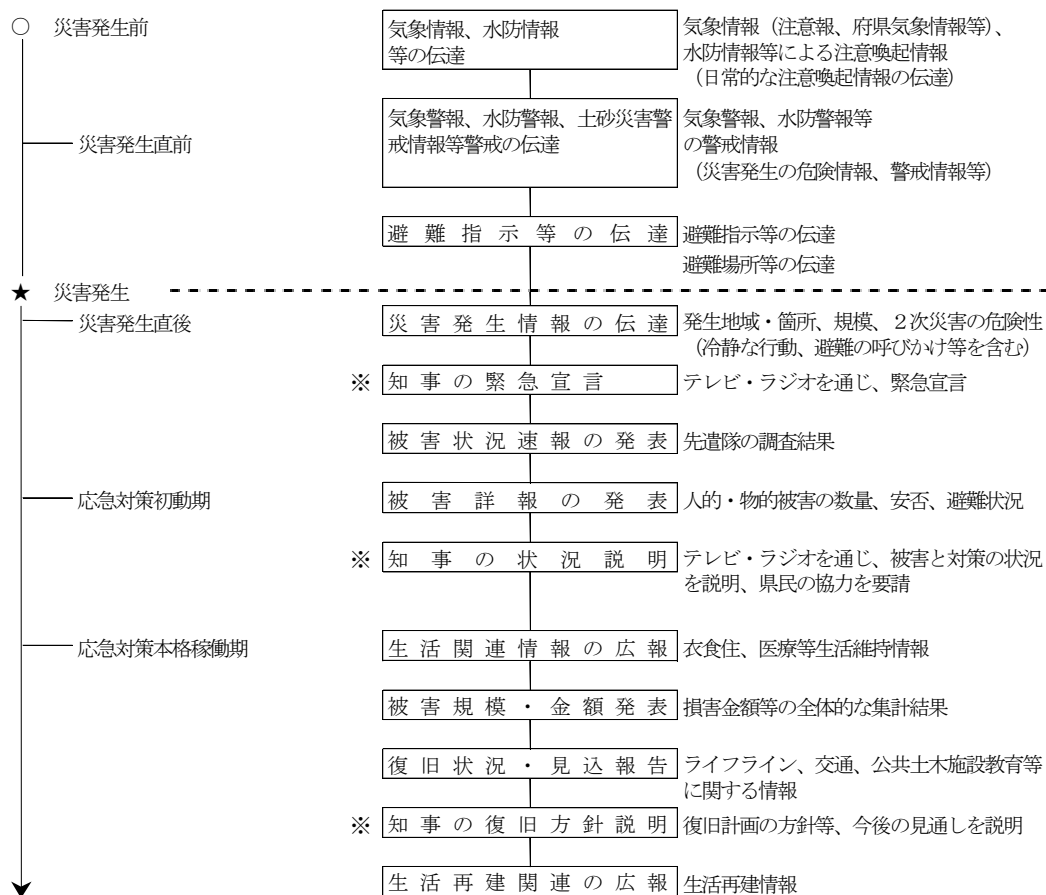 ○ 災害発生前
気象情報、水防情報
等の伝達
気象情報（注意報、府県気象情報等）、
水防情報等による注意喚起情報
（日常的な注意喚起情報の伝達）
災害発生直前
気象警報、水防警報、土砂災害警
戒情報等警戒の伝達
気象警報、水防警報等
の警戒情報
（災害発生の危険情報、警戒情報等）
避難指示等の伝達
避難指示等の伝達
避難場所等の伝達
★ 災害発生
災害発生直後
災害発生情報の伝達
発生地域・箇所、規模、２次災害の危険性
（冷静な行動、避難の呼びかけ等を含む）
※ 知事の緊急宣言
テレビ・ラジオを通じ、緊急宣言
被害状況速報の発表
先遣隊の調査結果
応急対策初動期
被害詳報の発表
人的・物的被害の数量、安否、避難状況
※ 知事の状況説明
テレビ・ラジオを通じ、被害と対策の状況
を説明、県民の協力を要請
応急対策本格稼働期
生活関連情報の広報
衣食住、医療等生活維持情報
被害規模・金額発表
損害金額等の全体的な集計結果
復旧状況・見込報告
ライフライン、交通、公共土木施設教育等
に関する情報
※ 知事の復旧方針説明
復旧計画の方針等、今後の見通しを説明
生活再建関連の広報
生活再建情報